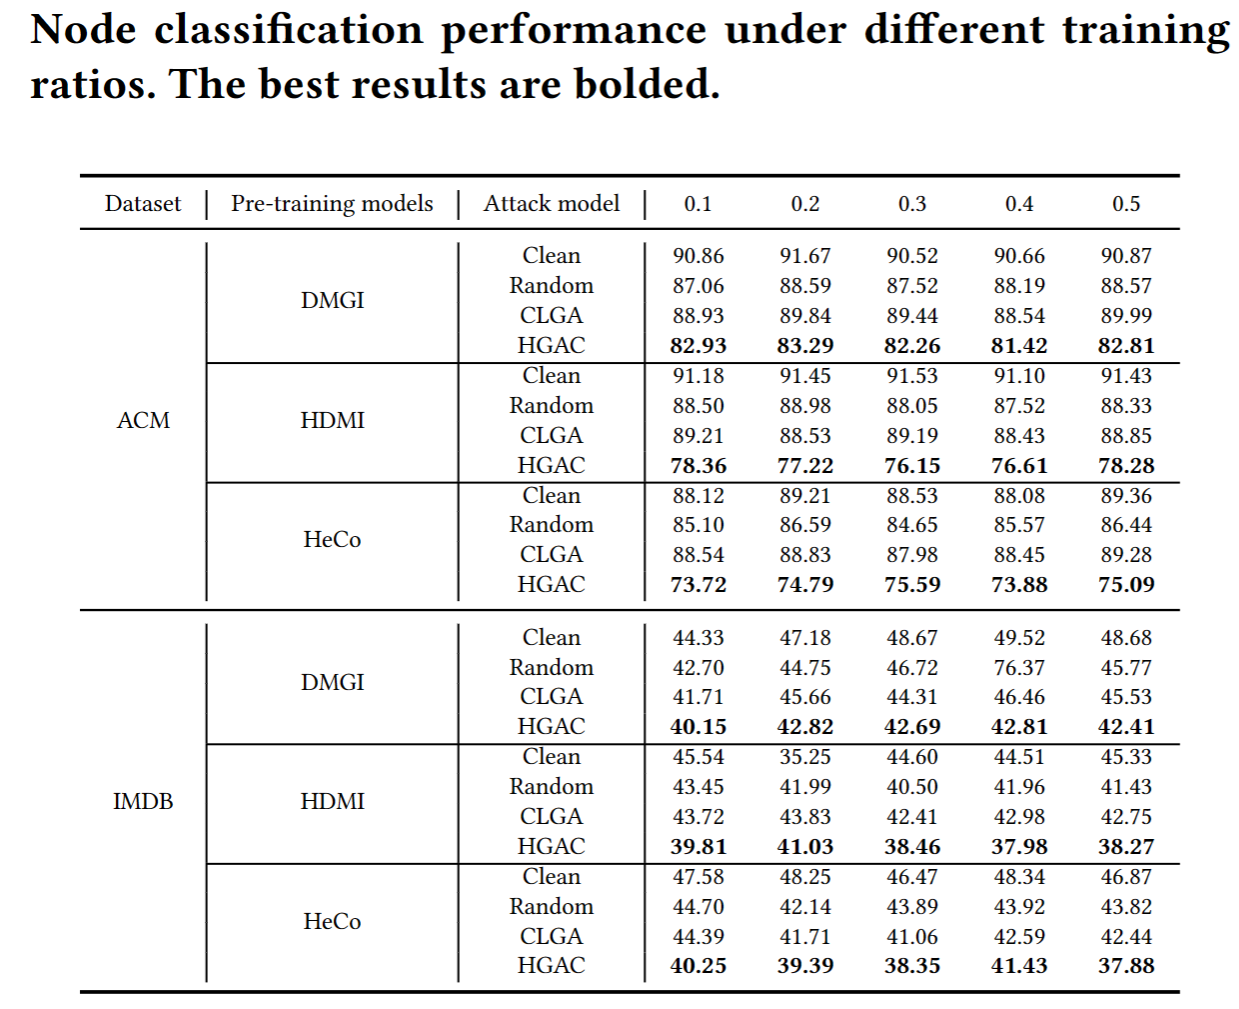 Node classification performance under different training
ratios. The best results are bolded.
Dataset Pre-training models Attack model 0.1 0.2 0.3 0.4 0.5
Clean 90.86 91.67 90.52 90.66 90.87
Random 87.06 88.59 87.52 88.19 88.57
DMGI
CLGA 88.93 89.84 89.44 88.54 89.99
HGAC 82.93 83.29 82.26 81.42 82.81
Clean 91.18 91.45 91.53 91.10 91.43
Random 88.50 88.98 88.05 87.52 88.33
ACM HDMI
CLGA 89.21 88.53 89.19 88.43 88.85
HGAC 78.36 77.22 76.15 76.61 78.28
Clean 88.12 89.21 88.53 88.08 89.36
Random 85.10 86.59 84.65 85.57 86.44
HeCo
CLGA 88.54 88.83 87.98 88.45 89.28
HGAC 73.72 74.79 75.59 73.88 75.09
Clean 44.33 47.18 48.67 49.52 48.68
Random 42.70 44.75 46.72 76.37 45.77
DMGI
CLGA 41.71 45.66 44.31 46.46 45.53
HGAC 40.15 42.82 42.69 42.81 42.41
Clean 45.54 35.25 44.60 44.51 45.33
Random 43.45 41.99 40.50 41.96 41.43
IMDB HDMI
CLGA 43.72 43.83 42.41 42.98 42.75
HGAC 39.81 41.03 38.46 37.98 38.27
Clean 47.58 48.25 46.47 48.34 46.87
Random 44.70 42.14 43.89 43.92 43.82
HeCo
CLGA 44.39 41.71 41.06 42.59 42.44
HGAC 40.25 39.39 38.35 41.43 37.88